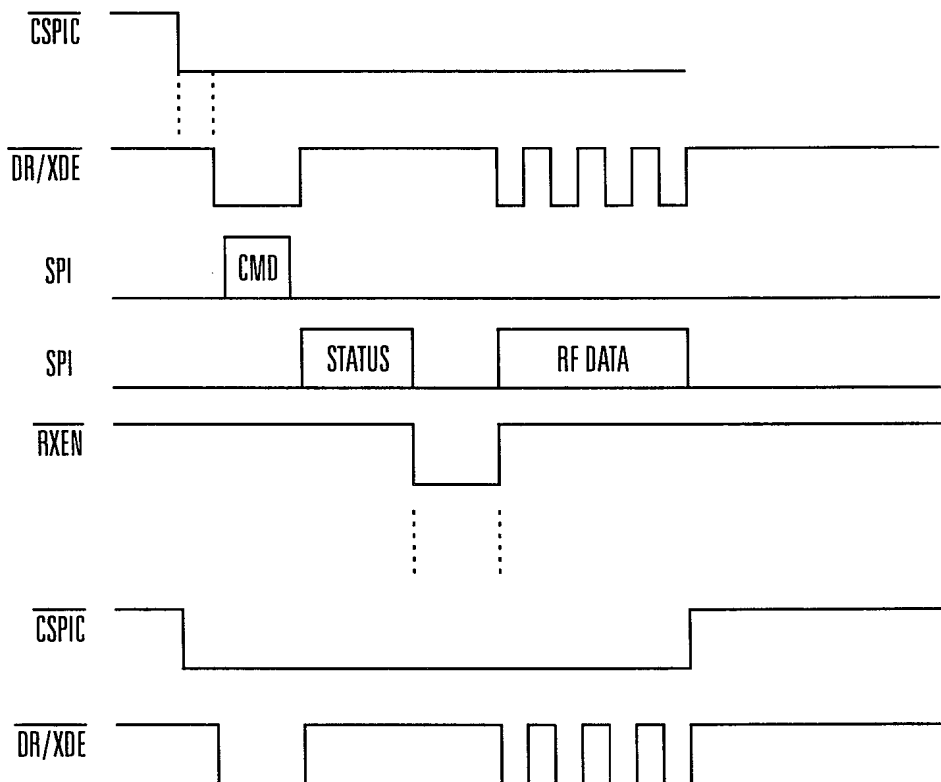 CSPIC
DR/XDE
SPI
CMD
SPI
STATUS
RF DATA
RXEN
CSPIC
DR/XDE